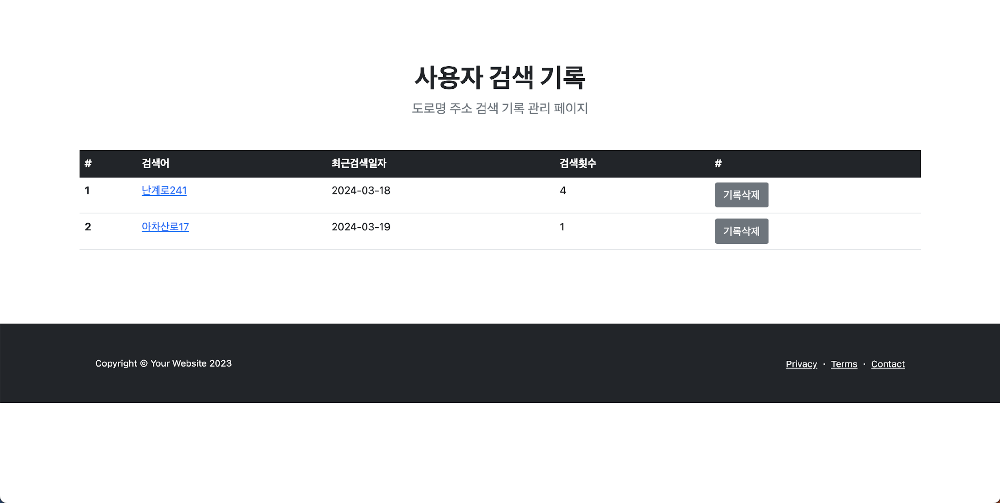 사용자 검색 기록
도로명 주소 검색 기록 관리 페이지
# 검색어 최근검색일자 검색횟수 #
1 난계로241 2024-03-18 4 기록삭제
2 아차산로17 2024-03-19 1 기록삭제
Copyright © Your Website 2023 Privacy · Terms · Contact